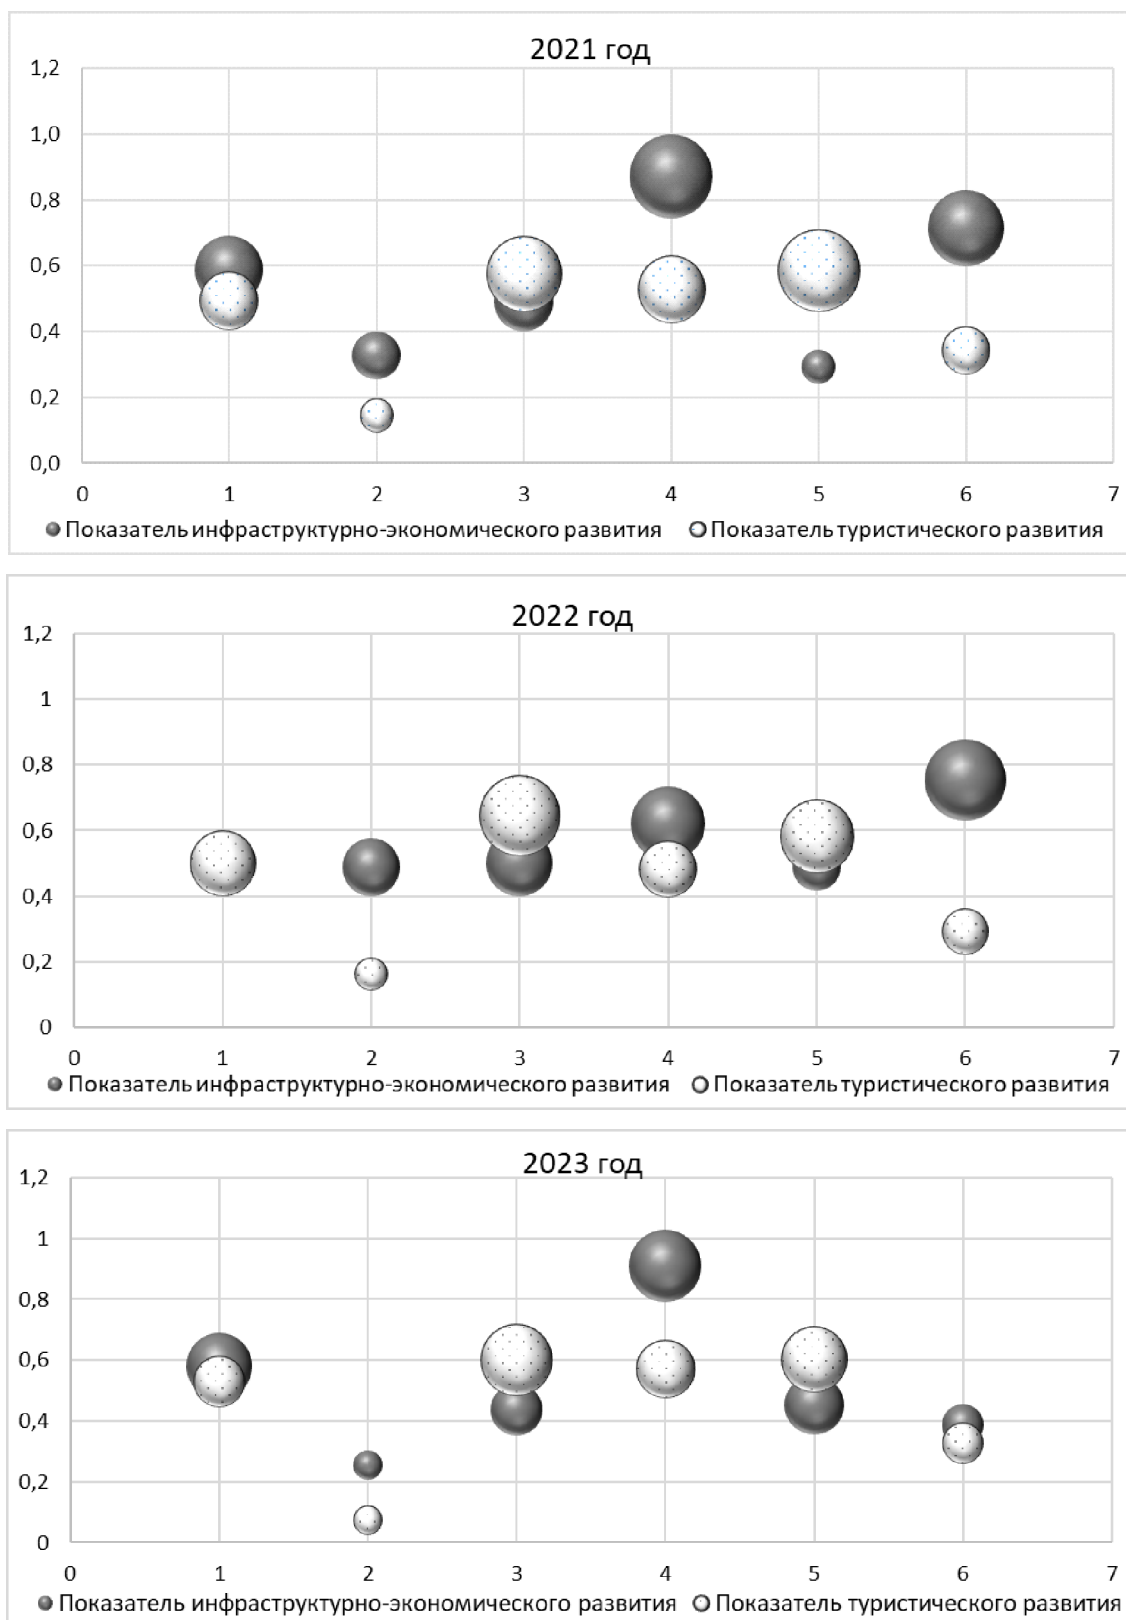 2021 год
1,2
1,0
0,8
0,6
0,4
0,2
0,0
0 1 2 3 4 5 6 7
Показатель инфраструктурно-экономического развития Показатель туристического развития
2022 год
1,2
1
0,8
0,6
0,4
0,2
0
0 1 2 3 4 5 6 7
Показатель инфраструктурно-экономического развития Показатель туристического развития
2023 год
1,2
1
0,8
0,6
0,4
0,2
0
0 1 2 3 4 5 6 7
Показатель инфраструктурно-экономического развития Показатель туристического развития